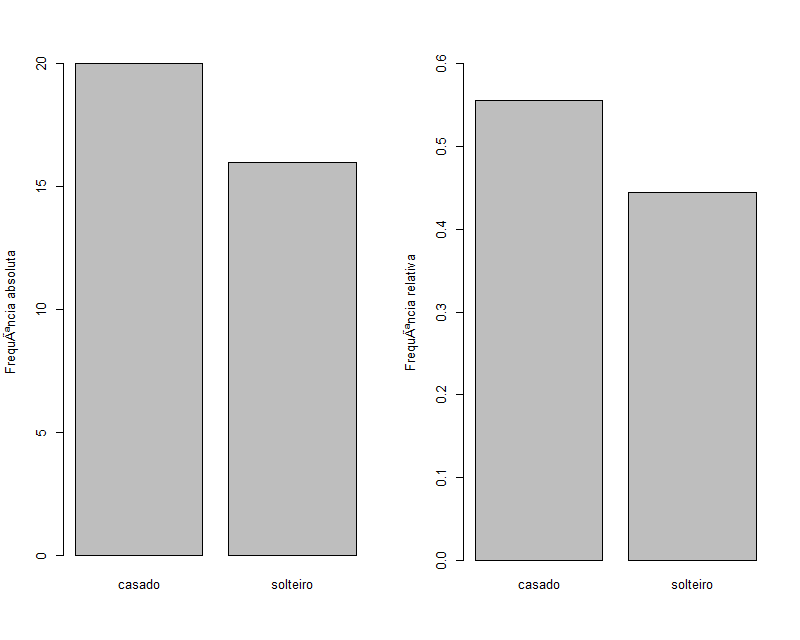 FrequÃªncia absoluta
20
15
10
5
0
casado
solteiro
FrequÃªncia relativa
0.6
0.5
0.4
0.3
0.2
0.1
0.0
casado
solteiro